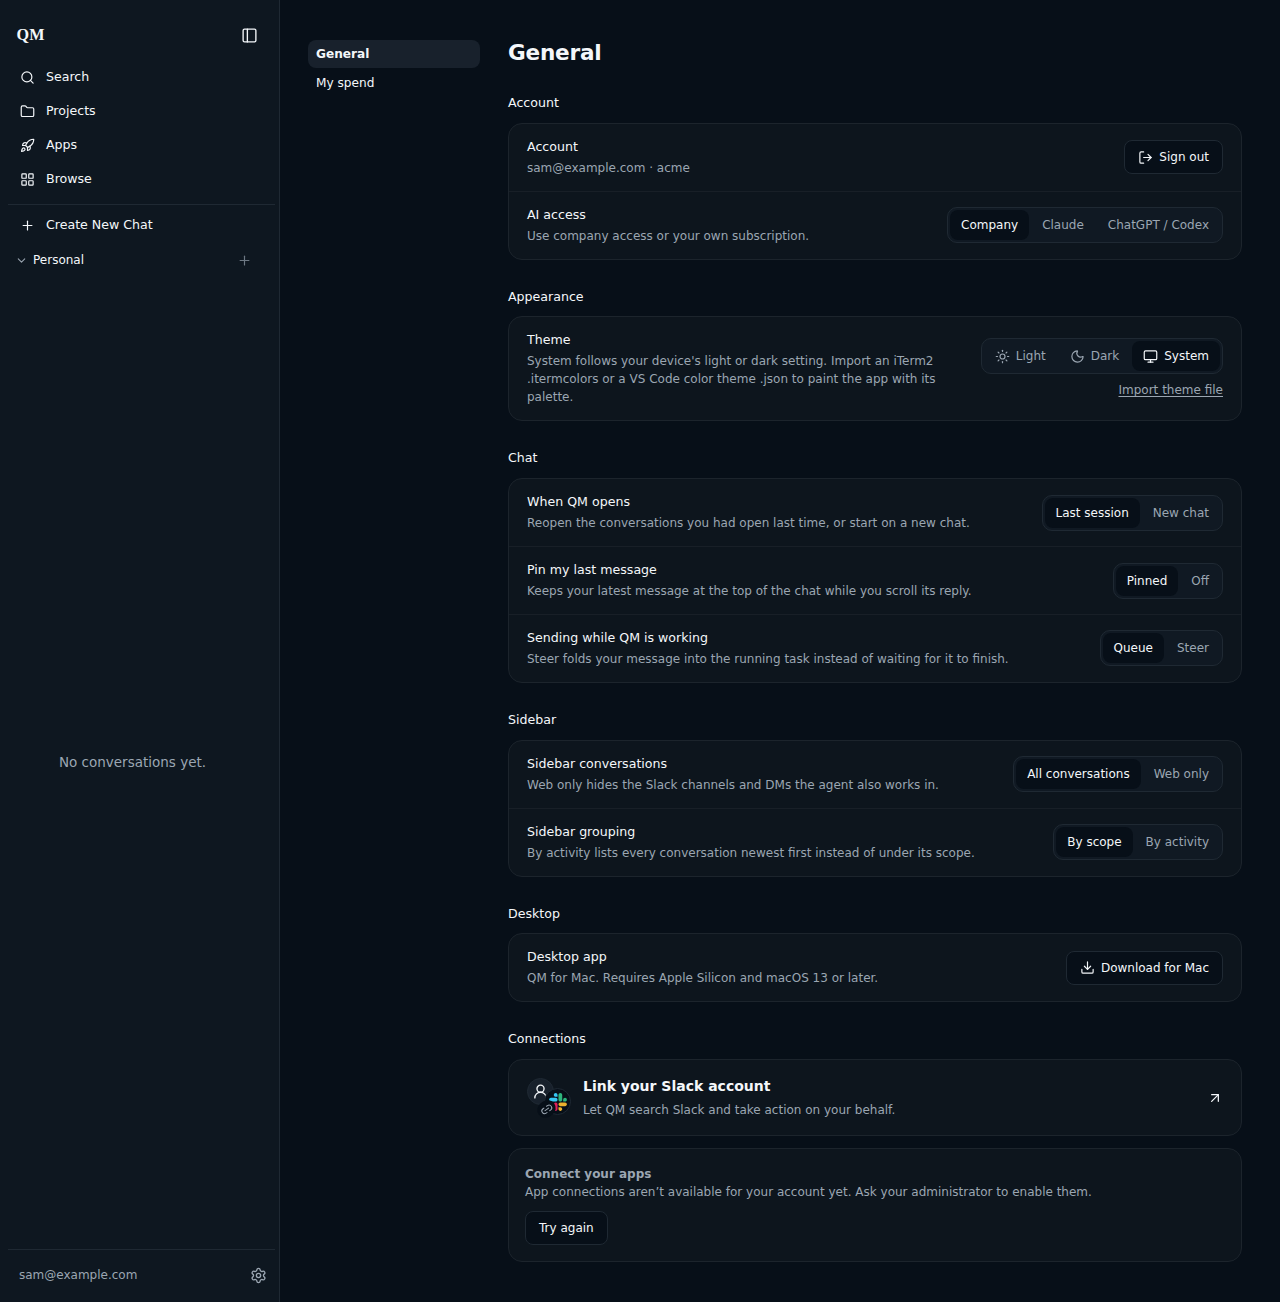 QM
Search
Projects
Apps
Browse
Create New Chat
Personal
No conversations yet.
sam@example.com
General
My spend
General
Account
Account
sam@example.com · acme
Sign out
AI access
Use company access or your own subscription.
Company
Claude
ChatGPT / Codex
Appearance
Theme
System follows your device's light or dark setting. Import an iTerm2
.itermcolors or a VS Code color theme .json to paint the app with its
palette.
Light
Dark
System
Import theme file
Chat
When QM opens
Reopen the conversations you had open last time, or start on a new chat.
Last session
New chat
Pin my last message
Keeps your latest message at the top of the chat while you scroll its reply.
Pinned
Off
Sending while QM is working
Steer folds your message into the running task instead of waiting for it to finish.
Queue
Steer
Sidebar
Sidebar conversations
Web only hides the Slack channels and DMs the agent also works in.
All conversations
Web only
Sidebar grouping
By activity lists every conversation newest first instead of under its scope.
By scope
By activity
Desktop
Desktop app
QM for Mac. Requires Apple Silicon and macOS 13 or later.
Download for Mac
Connections
Link your Slack account
Let QM search Slack and take action on your behalf.
Connect your apps
App connections aren’t available for your account yet. Ask your administrator to enable them.
Try again